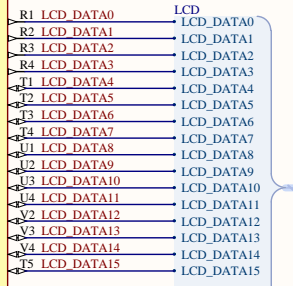 LCD
R1 LCD_DATA0 LCD_DATA0
R2 LCD_DATA1 LCD_DATA1
R3 LCD_DATA2 LCD_DATA2
R4 LCD_DATA3 LCD_DATA3
T1 LCD_DATA4 LCD_DATA4
T2 LCD_DATA5 LCD_DATA5
T3 LCD_DATA6 LCD_DATA6
T4 LCD_DATA7 LCD_DATA7
U1 LCD_DATA8 LCD_DATA8
U2 LCD_DATA9 LCD_DATA9
U3 LCD_DATA10 LCD_DATA10
U4 LCD_DATA11 LCD_DATA11
V2 LCD_DATA12 LCD_DATA12
V3 LCD_DATA13 LCD_DATA13
V4 LCD_DATA14 LCD_DATA14
T5 LCD_DATA15 LCD_DATA15